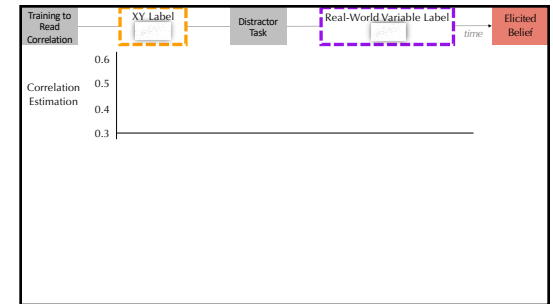 Training to
Read
Correlation
XY Label
Distractor
Task
Real-World Variable Label
time
Elicited
Belief
0.6
Correlation
Estimation
0.5
0.4
0.3